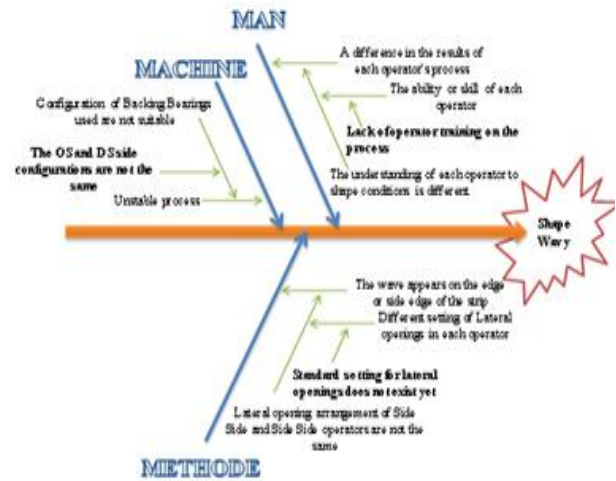 MAN
A difference in the results of
each operator's process
MACHINE
The ability or skill of each
operator
Configuration of Backing Bearings
used are not suitable
Lack of operator training on the
process
The OS and DS side
configurations are not the
same
The understanding of each operator to
shape conditions is different.
Unstable process
Shape
Wavy
The wave appears on the edge
or side edge of the strip
Different setting of Lateral
openings in each operator
Standard setting for lateral
openings does not exist yet
Lateral opening arrangement of Side
Side and Side Side operators are not the
same
METHODE